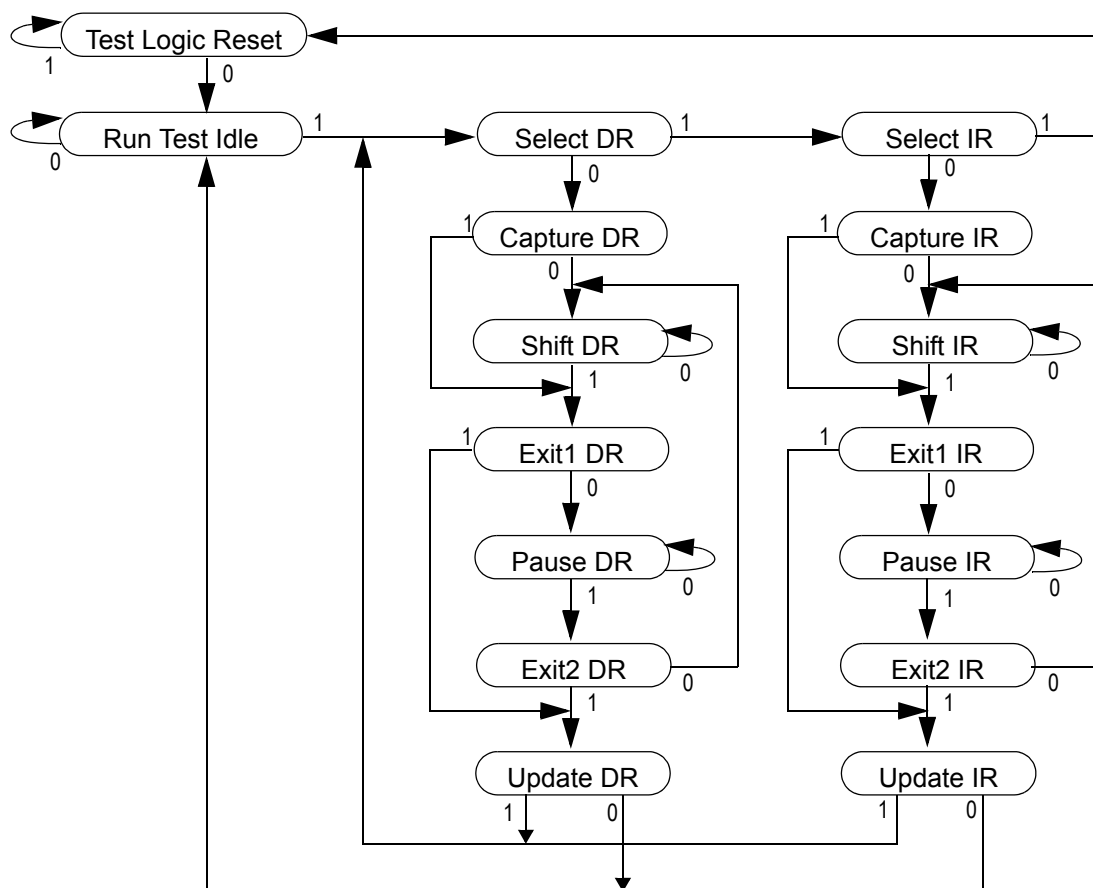 Test Logic Reset
1
0
Run Test Idle
1
0
Select DR
1
0
Select IR
1
0
Capture DR
1
0
Capture IR
1
0
Shift DR
0
1
Shift IR
0
1
Exit1 DR
1
0
Exit1 IR
1
0
Pause DR
0
1
Pause IR
0
1
Exit2 DR
0
1
Exit2 IR
0
1
Update DR
1
0
Update IR
1
0